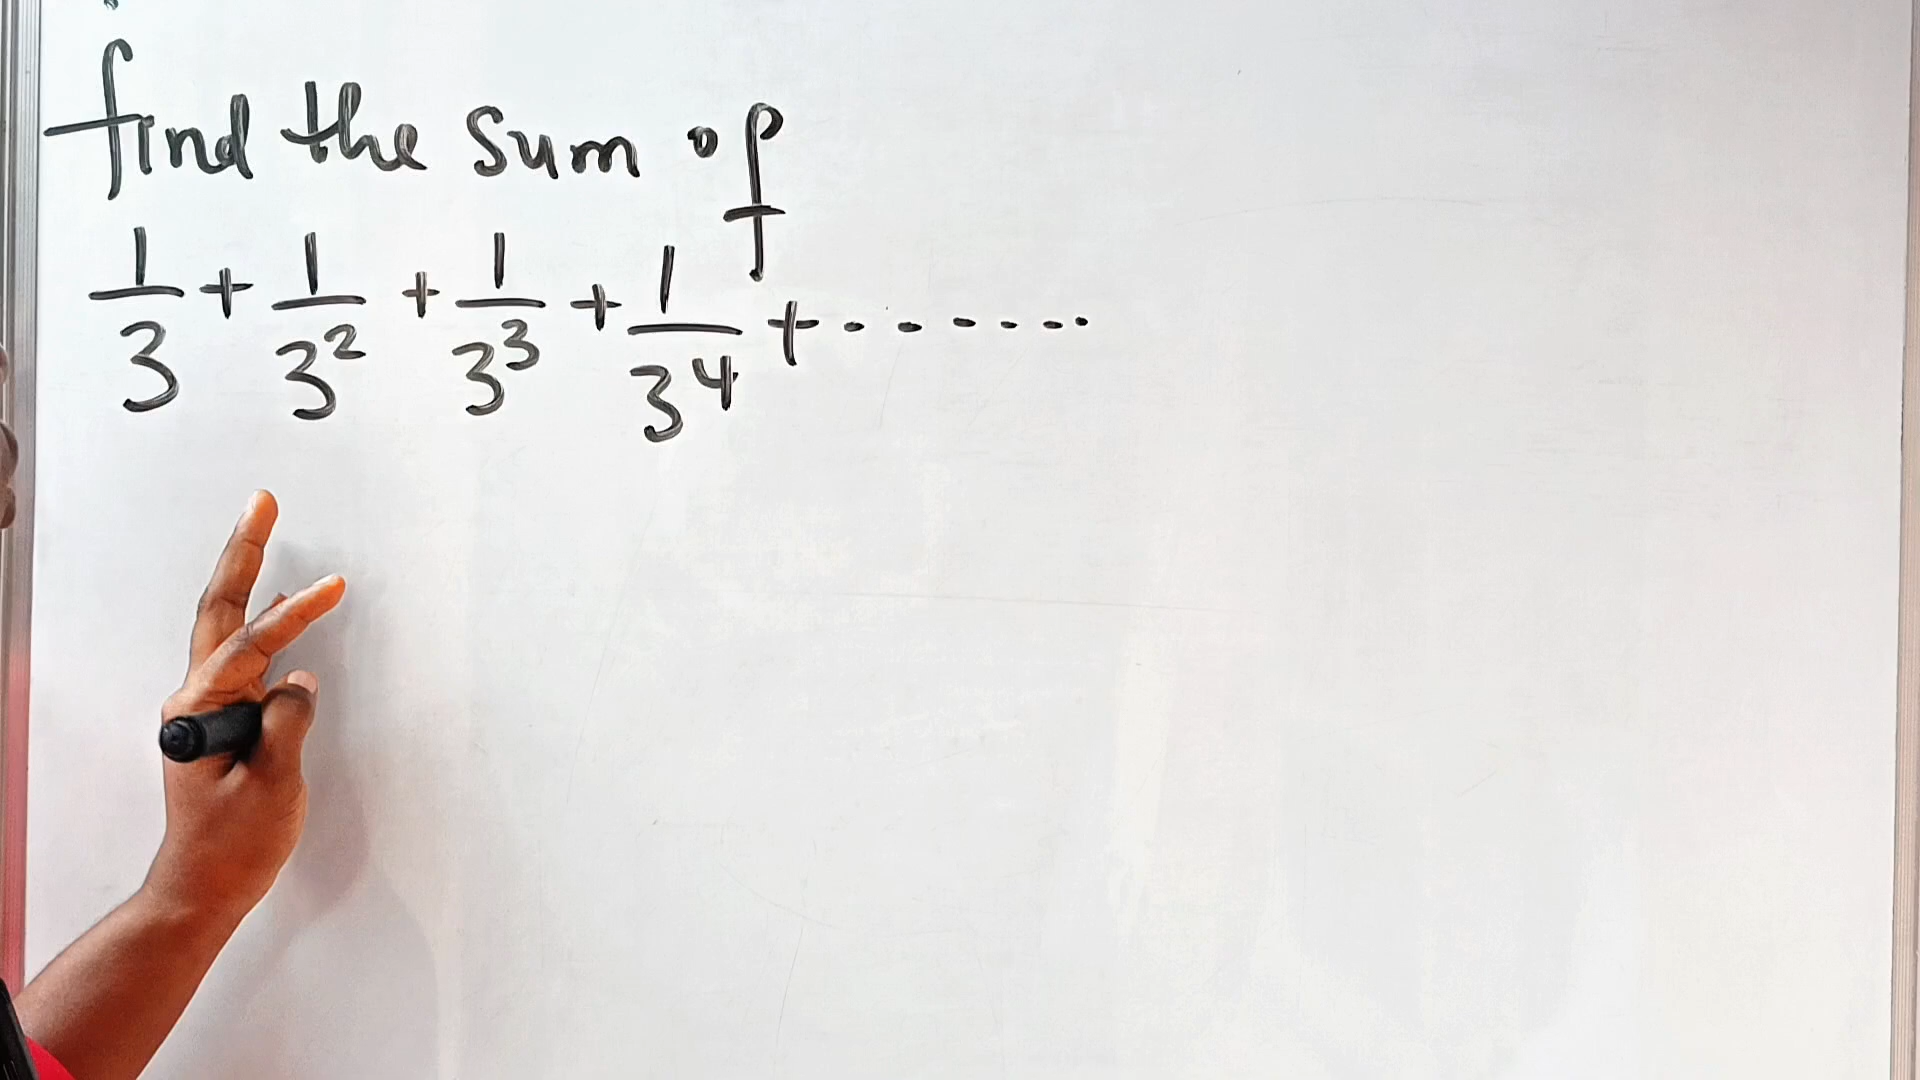 find the sum of
1/3 + 1/3² + 1/3³ + 1/3⁴ + .......